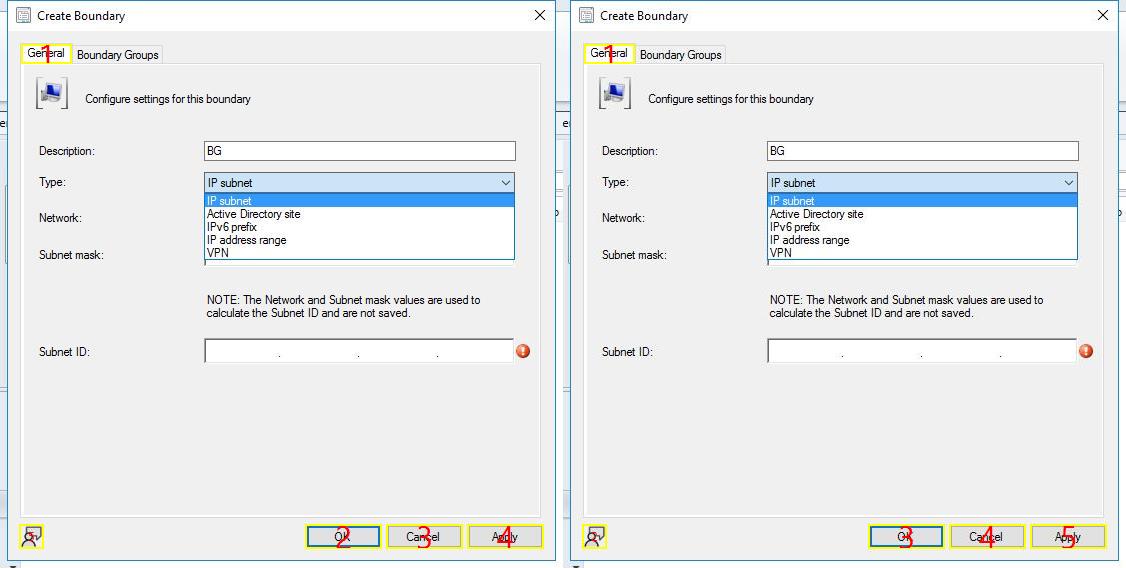 Create Boundary
General 1 Boundary Groups
Configure settings for this boundary
Description: BG
Type: IP subnet
IP subnet
Active Directory site
IPv6 prefix
IP address range
VPN
Network:
Subnet mask:
NOTE: The Network and Subnet mask values are used to
calculate the Subnet ID and are not saved.
Subnet ID: . . .
OK 2 Cancel 3 Apply 4
Create Boundary
General 1 Boundary Groups
Configure settings for this boundary
Description: BG
Type: IP subnet
IP subnet
Active Directory site
IPv6 prefix
IP address range
VPN
Network:
Subnet mask:
NOTE: The Network and Subnet mask values are used to
calculate the Subnet ID and are not saved.
Subnet ID: . . .
OK 3 Cancel 4 Apply 5